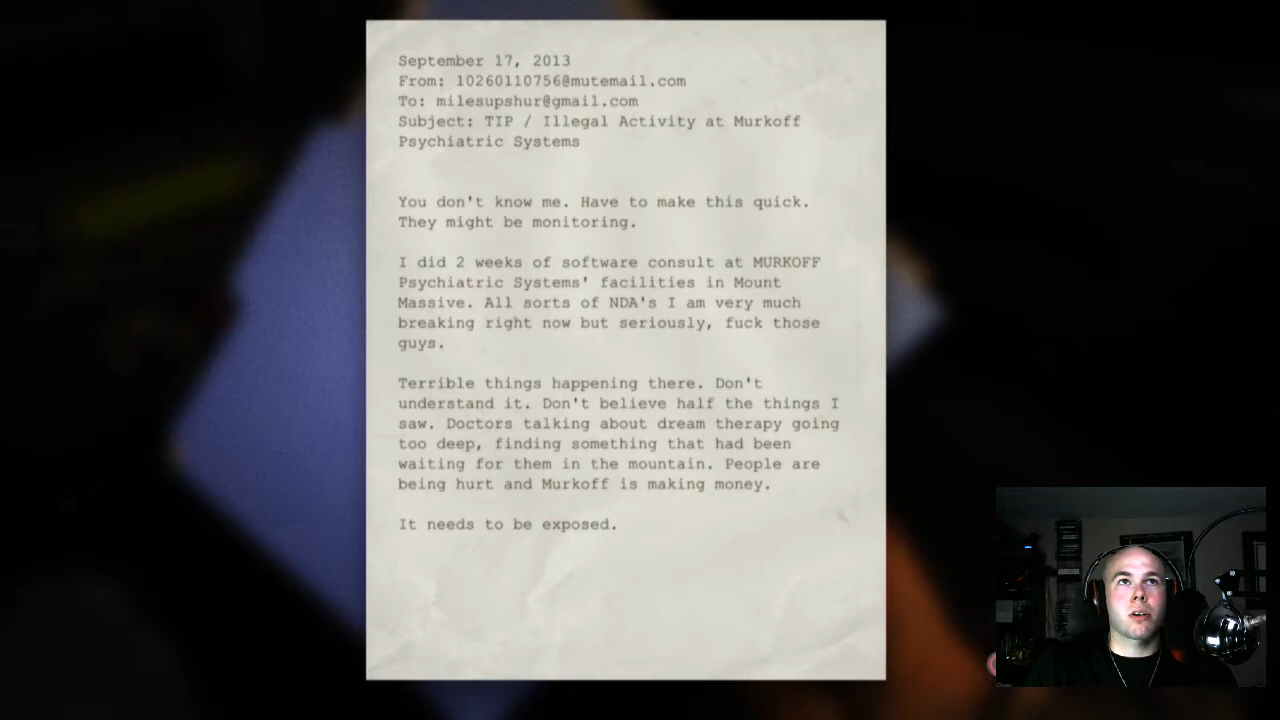 September 17, 2013
From: 10260110756@mutemail.com
To: milesupshur@gmail.com
Subject: TIP / Illegal Activity at Murkoff
Psychiatric Systems
You don't know me. Have to make this quick.
They might be monitoring.
I did 2 weeks of software consult at MURKOFF
Psychiatric Systems' facilities in Mount
Massive. All sorts of NDA's I am very much
breaking right now but seriously, fuck those
guys.
Terrible things happening there. Don't
understand it. Don't believe half the things I
saw. Doctors talking about dream therapy going
too deep, finding something that had been
waiting for them in the mountain. People are
being hurt and Murkoff is making money.
It needs to be exposed.